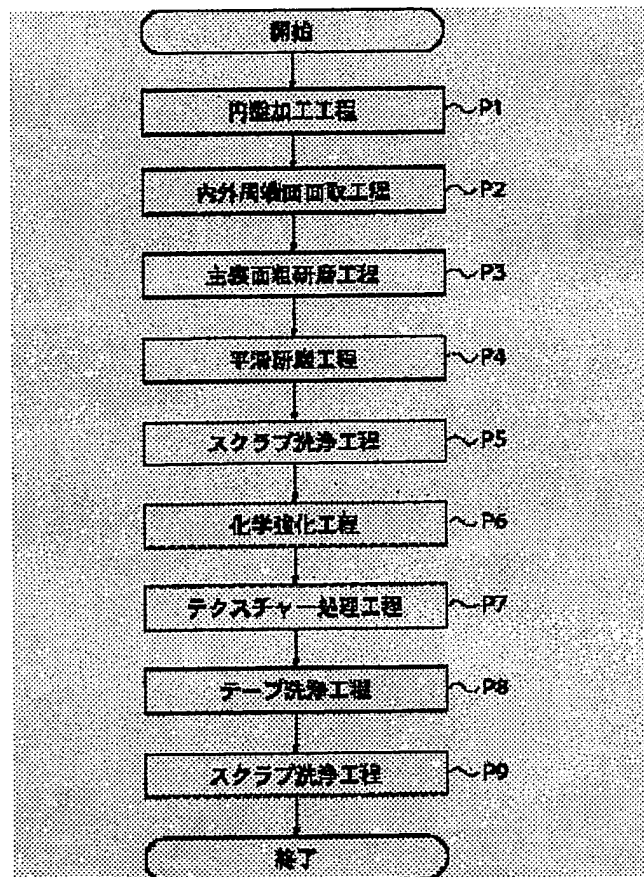 開始
円盤加工工程 P1
内外周端面面取工程 P2
主表面粗研磨工程 P3
平滑研磨工程 P4
スクラブ洗浄工程 P5
化学強化工程 P6
テクスチャー処理工程 P7
テープ洗浄工程 P8
スクラブ洗浄工程 P9
終了